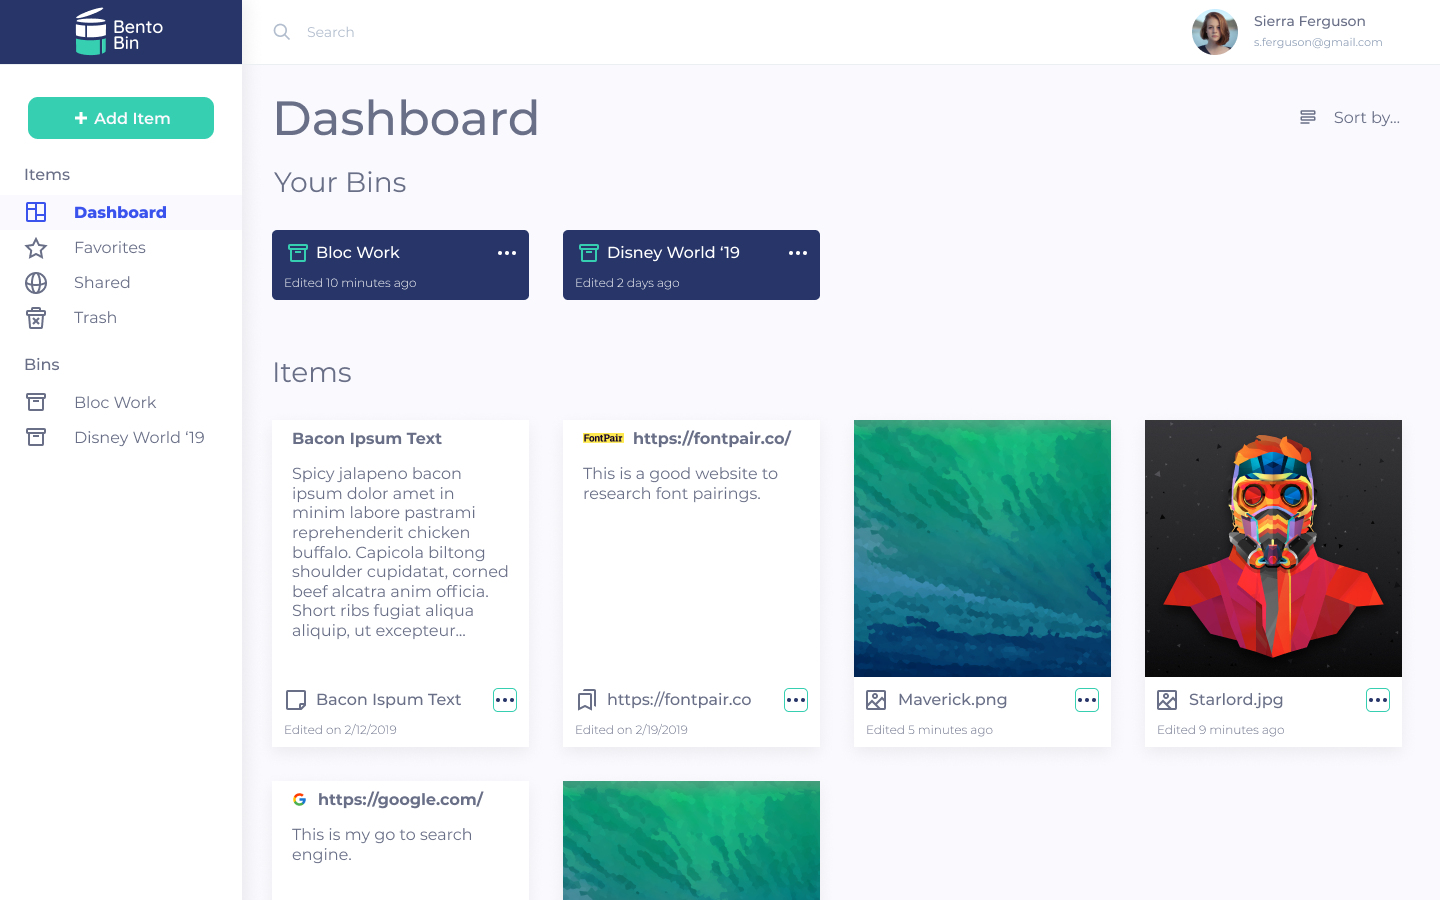 Bento
Bin
Search
Sierra Ferguson
s.ferguson@gmail.com
+ Add Item
Items
Dashboard
Favorites
Shared
Trash
Bins
Bloc Work
Disney World ‘19
Dashboard
Sort by...
Your Bins
Bloc Work
Edited 10 minutes ago
Disney World ‘19
Edited 2 days ago
Items
Bacon Ipsum Text
Spicy jalapeno bacon
ipsum dolor amet in
minim labore pastrami
reprehenderit chicken
buffalo. Capicola biltong
shoulder cupidatat, corned
beef alcatra anim officia.
Short ribs fugiat aliqua
aliquip, ut excepteur...
Bacon Ispum Text
Edited on 2/12/2019
FontPair https://fontpair.co/
This is a good website to
research font pairings.
https://fontpair.co
Edited on 2/19/2019
Maverick.png
Edited 5 minutes ago
Starlord.jpg
Edited 9 minutes ago
https://google.com/
This is my go to search
engine.